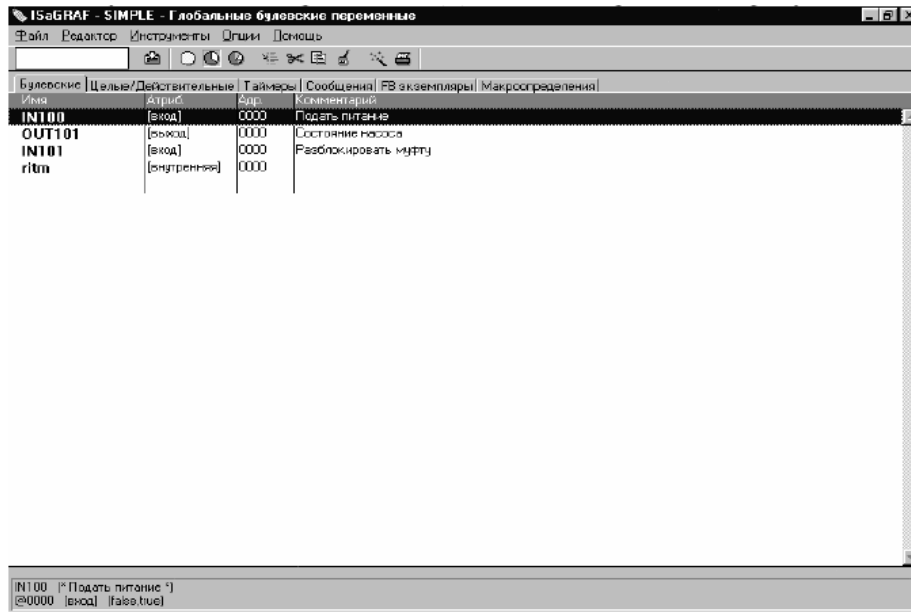 ISaGRAF - SIMPLE - Глобальные булевские переменные
Файл Редактор Инструменты Опции Помощь
Булевские Целые/Действительные Таймеры Сообщения FB экземпляры Макроопределения
Имя Атриб. Адр. Комментарий
IN100 [вход] 0000 Подать питание
OUT101 [выход] 0000 Состояние насоса
IN101 [вход] 0000 Разблокировать муфту
ritm [внутренняя] 0000
IN100 (* Подать питание *)
@0000 [вход] (false,true)